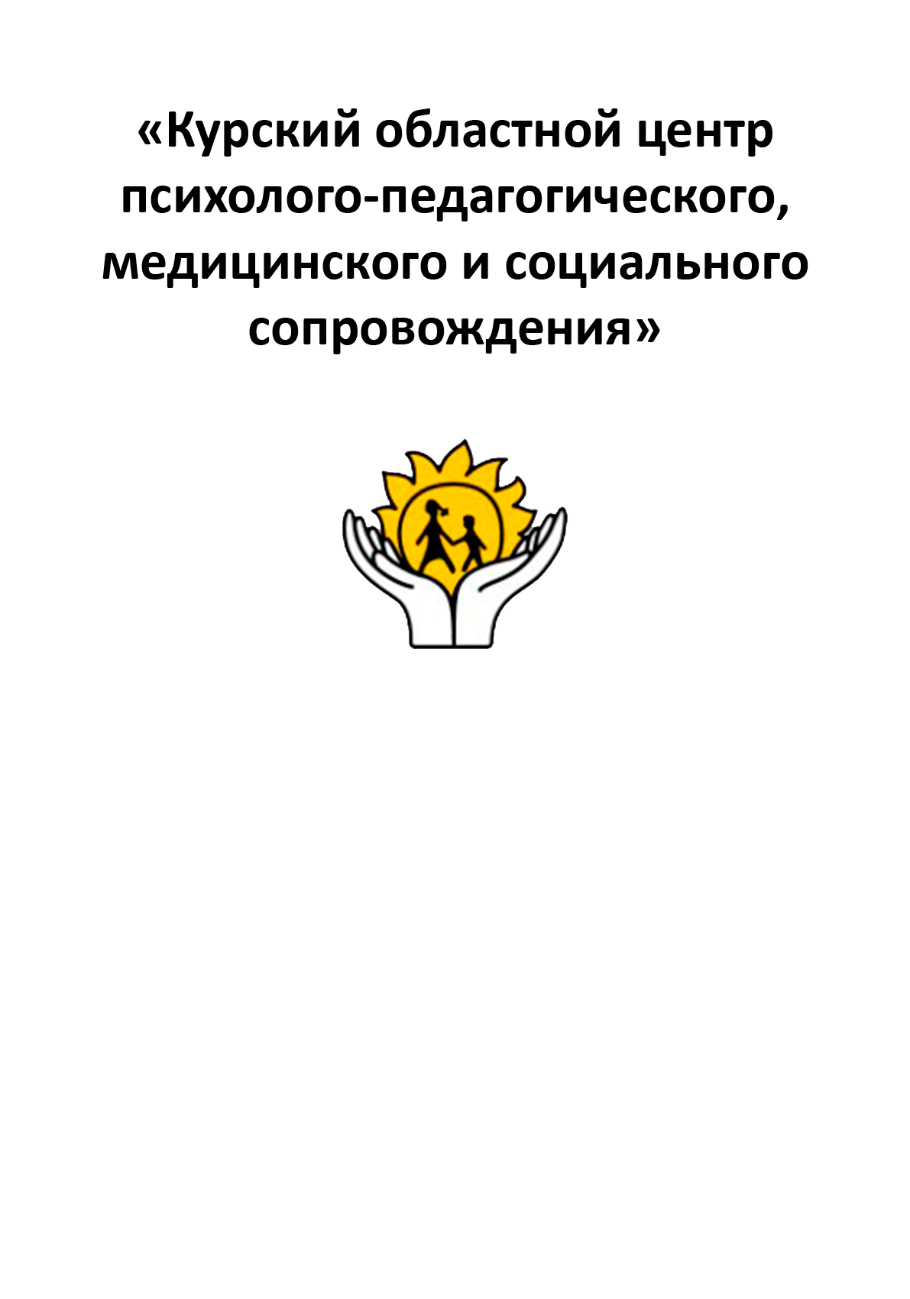 «Курский областной центр
психолого-педагогического,
медицинского и социального
сопровождения»